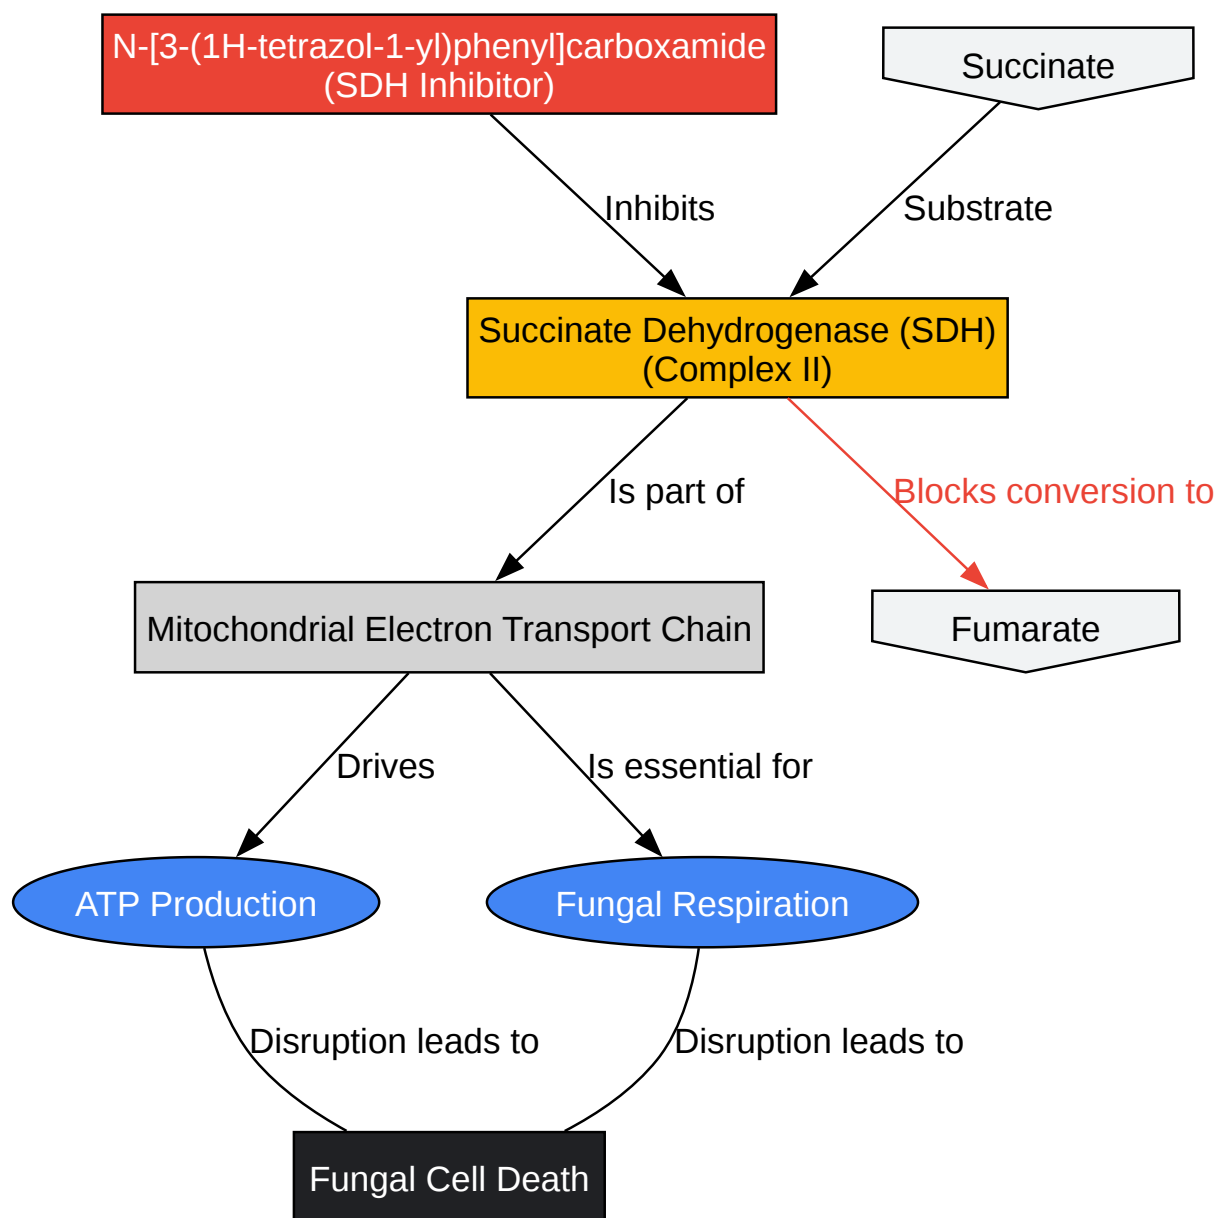 N-[3-(1H-tetrazol-1-yl)phenyl]carboxamide
(SDH Inhibitor)
Succinate
Inhibits
Substrate
Succinate Dehydrogenase (SDH)
(Complex II)
Is part of
Blocks conversion to
Mitochondrial Electron Transport Chain
Fumarate
Drives
Is essential for
ATP Production
Fungal Respiration
Disruption leads to
Disruption leads to
Fungal Cell Death